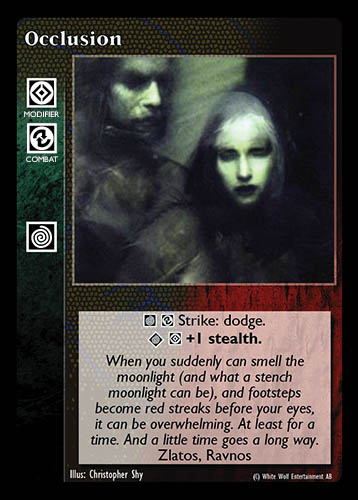 Occlusion
MODIFIER
COMBAT
Strike: dodge.
+1 stealth.
When you suddenly can smell the
moonlight (and what a stench
moonlight can be), and footsteps
become red streaks before your eyes,
it can be overwhelming. At least for a
time. And a little time goes a long way.
Zlatos, Ravnos
Illus: Christopher Shy
(C) White Wolf Entertainment AB